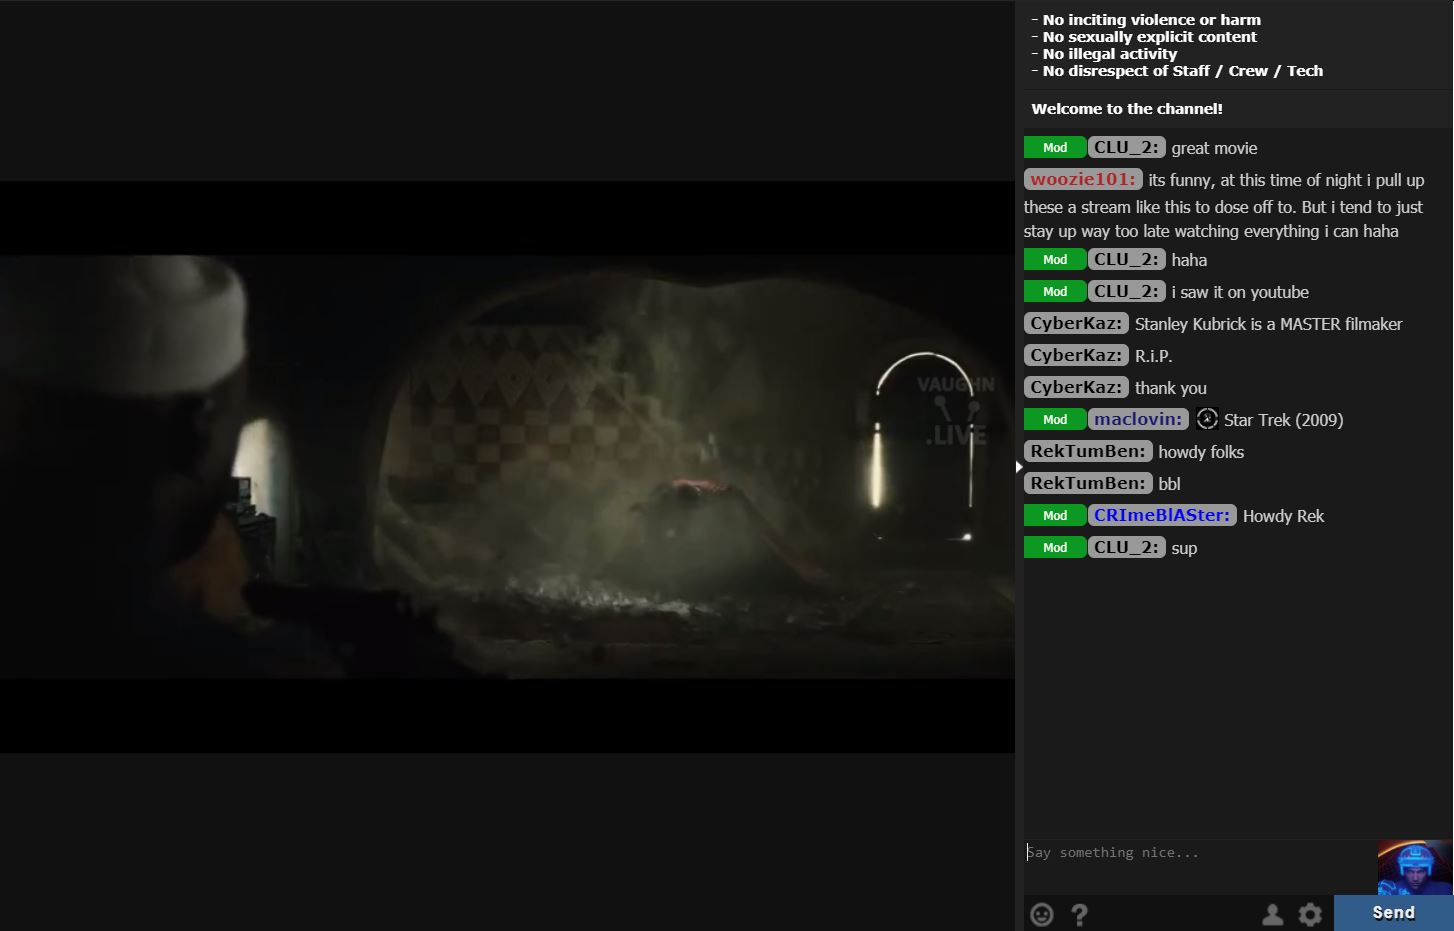 - No inciting violence or harm
- No sexually explicit content
- No illegal activity
- No disrespect of Staff / Crew / Tech
Welcome to the channel!
Mod CLU_2: great movie
woozie101: its funny, at this time of night i pull up
these a stream like this to dose off to. But i tend to just
stay up way too late watching everything i can haha
Mod CLU_2: haha
Mod CLU_2: i saw it on youtube
CyberKaz: Stanley Kubrick is a MASTER filmaker
CyberKaz: R.i.P.
CyberKaz: thank you
VAUGHN
.LIVE
Mod maclovin: Star Trek (2009)
RekTumBen: howdy folks
RekTumBen: bbl
Mod CRImeBlASter: Howdy Rek
Mod CLU_2: sup
Say something nice...
Send